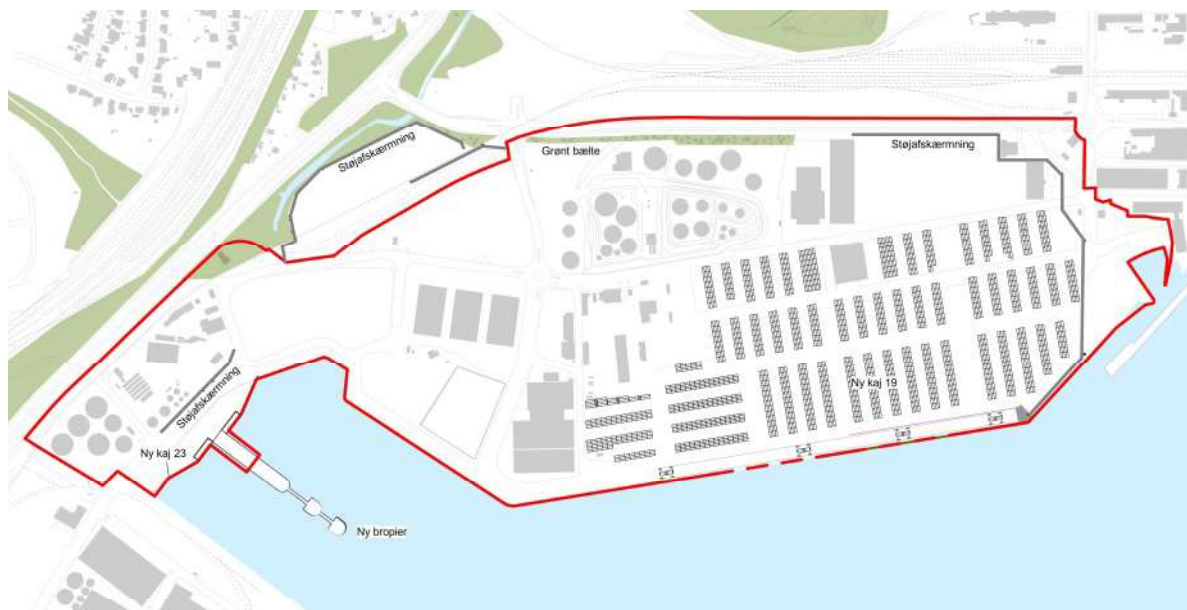 Støjafskærmning
Grønt bælte
Støjafskærmning
Ny kaj 19
Støjafskærmning
Ny kaj 23
Ny bropier